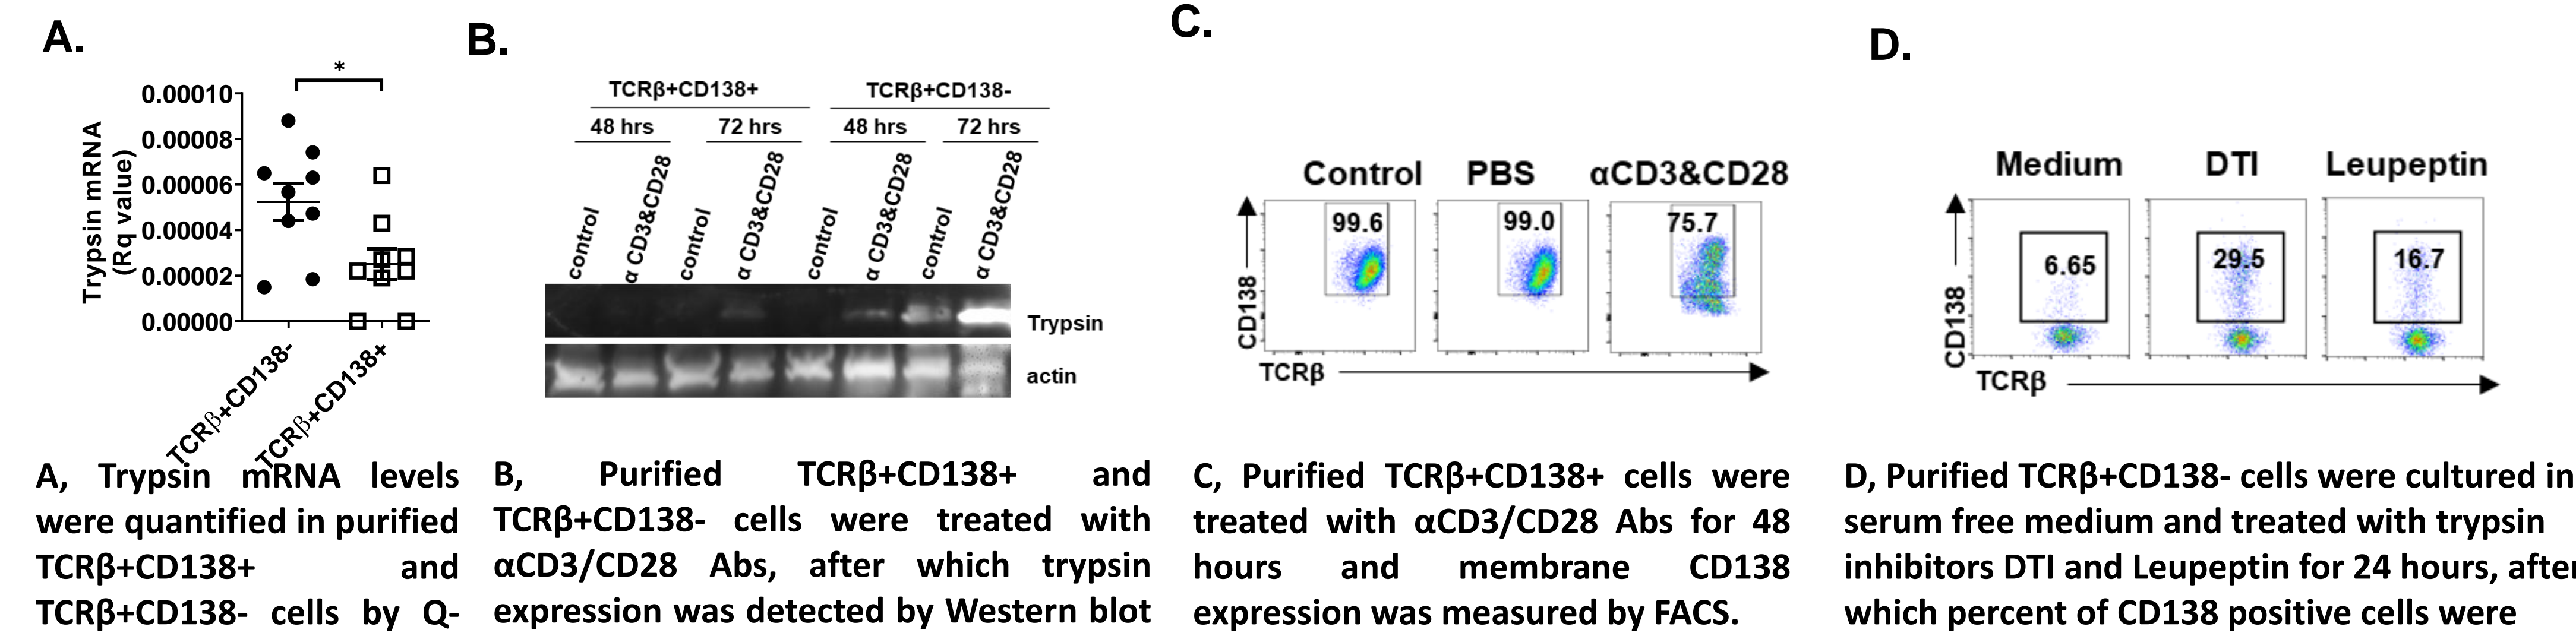 A.
*
0.00010
0.00008
0.00006
0.00004
0.00002
0.00000
Trypsin mRNA
(Rq value)
TCRβ+CD138-
TCRβ+CD138+
B.
TCRβ+CD138+
TCRβ+CD138-
48 hrs
72 hrs
48 hrs
72 hrs
control
α CD3&CD28
control
α CD3&CD28
control
α CD3&CD28
control
α CD3&CD28
Trypsin
actin
C.
Control
PBS
αCD3&CD28
99.6
99.0
75.7
CD138
TCRβ
D.
Medium
DTI
Leupeptin
6.65
29.5
16.7
CD138
TCRβ
A, Trypsin mRNA levels
were quantified in purified
TCRβ+CD138+ and
TCRβ+CD138- cells by Q-
B, Purified TCRβ+CD138+ and
TCRβ+CD138- cells were treated with
αCD3/CD28 Abs, after which trypsin
expression was detected by Western blot
C, Purified TCRβ+CD138+ cells were
treated with αCD3/CD28 Abs for 48
hours and membrane CD138
expression was measured by FACS.
D, Purified TCRβ+CD138- cells were cultured in
serum free medium and treated with trypsin
inhibitors DTI and Leupeptin for 24 hours, after
which percent of CD138 positive cells were